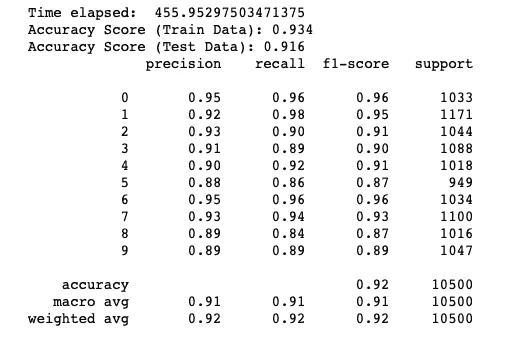 Time elapsed:  455.95297503471375
Accuracy Score (Train Data): 0.934
Accuracy Score (Test Data): 0.916
              precision    recall  f1-score   support

           0       0.95      0.96      0.96      1033
           1       0.92      0.98      0.95      1171
           2       0.93      0.90      0.91      1044
           3       0.91      0.89      0.90      1088
           4       0.90      0.92      0.91      1018
           5       0.88      0.86      0.87       949
           6       0.95      0.96      0.96      1034
           7       0.93      0.94      0.93      1100
           8       0.89      0.84      0.87      1016
           9       0.89      0.89      0.89      1047

    accuracy                           0.92     10500
   macro avg       0.91      0.91      0.91     10500
weighted avg       0.92      0.92      0.92     10500